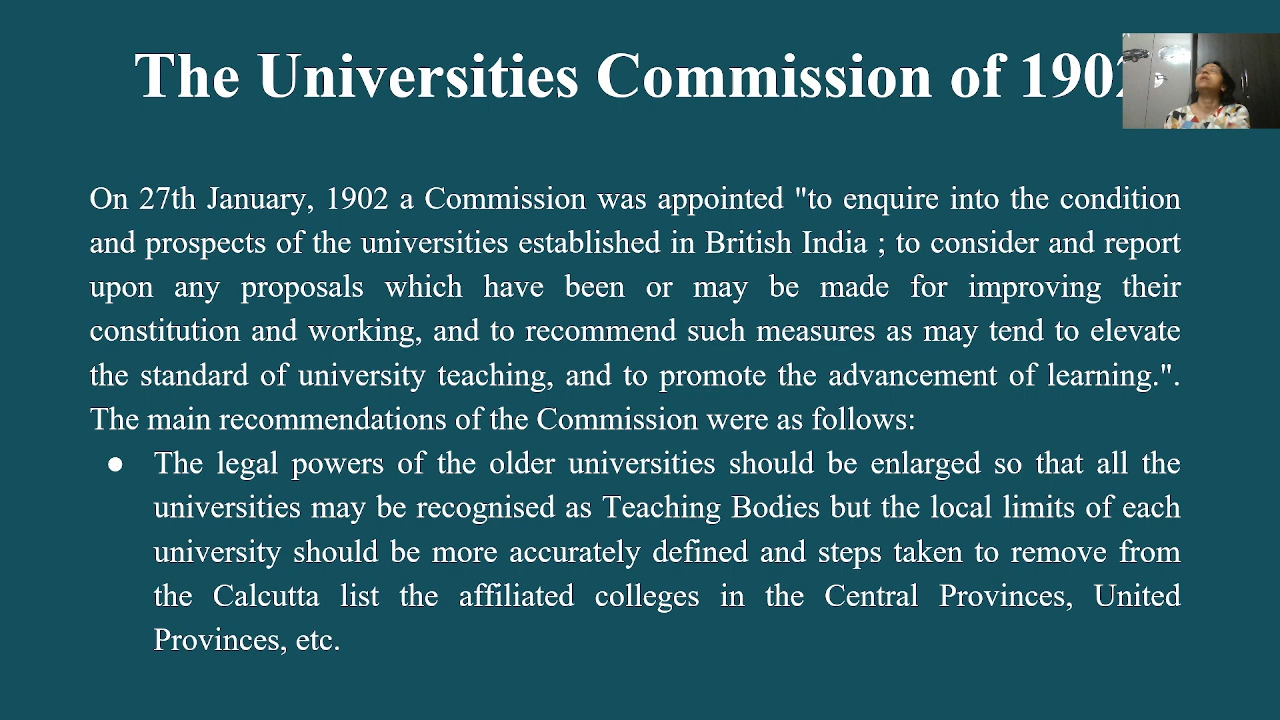 The Universities Commission of 1902
On 27th January, 1902 a Commission was appointed "to enquire into the condition
and prospects of the universities established in British India ; to consider and report
upon any proposals which have been or may be made for improving their
constitution and working, and to recommend such measures as may tend to elevate
the standard of university teaching, and to promote the advancement of learning.".
The main recommendations of the Commission were as follows:
● The legal powers of the older universities should be enlarged so that all the
universities may be recognised as Teaching Bodies but the local limits of each
university should be more accurately defined and steps taken to remove from
the Calcutta list the affiliated colleges in the Central Provinces, United
Provinces, etc.